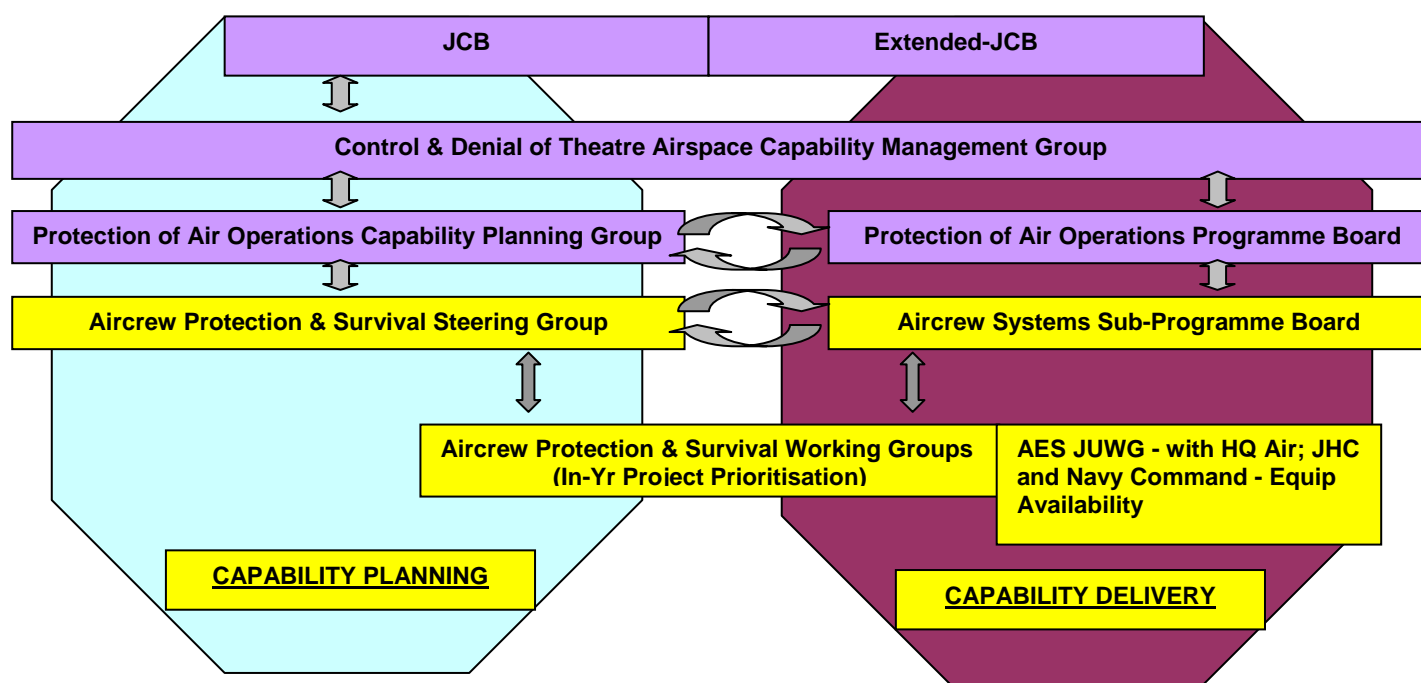 JCB
Extended-JCB
Control & Denial of Theatre Airspace Capability Management Group
Protection of Air Operations Capability Planning Group
Protection of Air Operations Programme Board
Aircrew Protection & Survival Steering Group
Aircrew Systems Sub-Programme Board
Aircrew Protection & Survival Working Groups
(In-Yr Project Prioritisation)
AES JUWG - with HQ Air; JHC
and Navy Command - Equip
Availability
CAPABILITY PLANNING
CAPABILITY DELIVERY